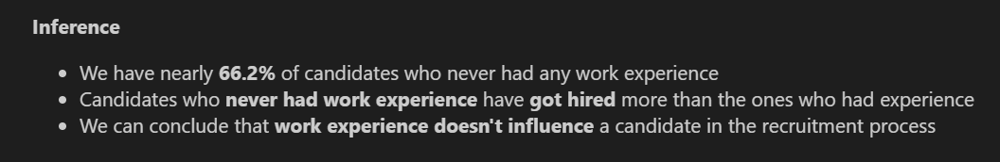 Inference
• We have nearly 66.2% of candidates who never had any work experience
• Candidates who never had work experience have got hired more than the ones who had experience
• We can conclude that work experience doesn't influence a candidate in the recruitment process